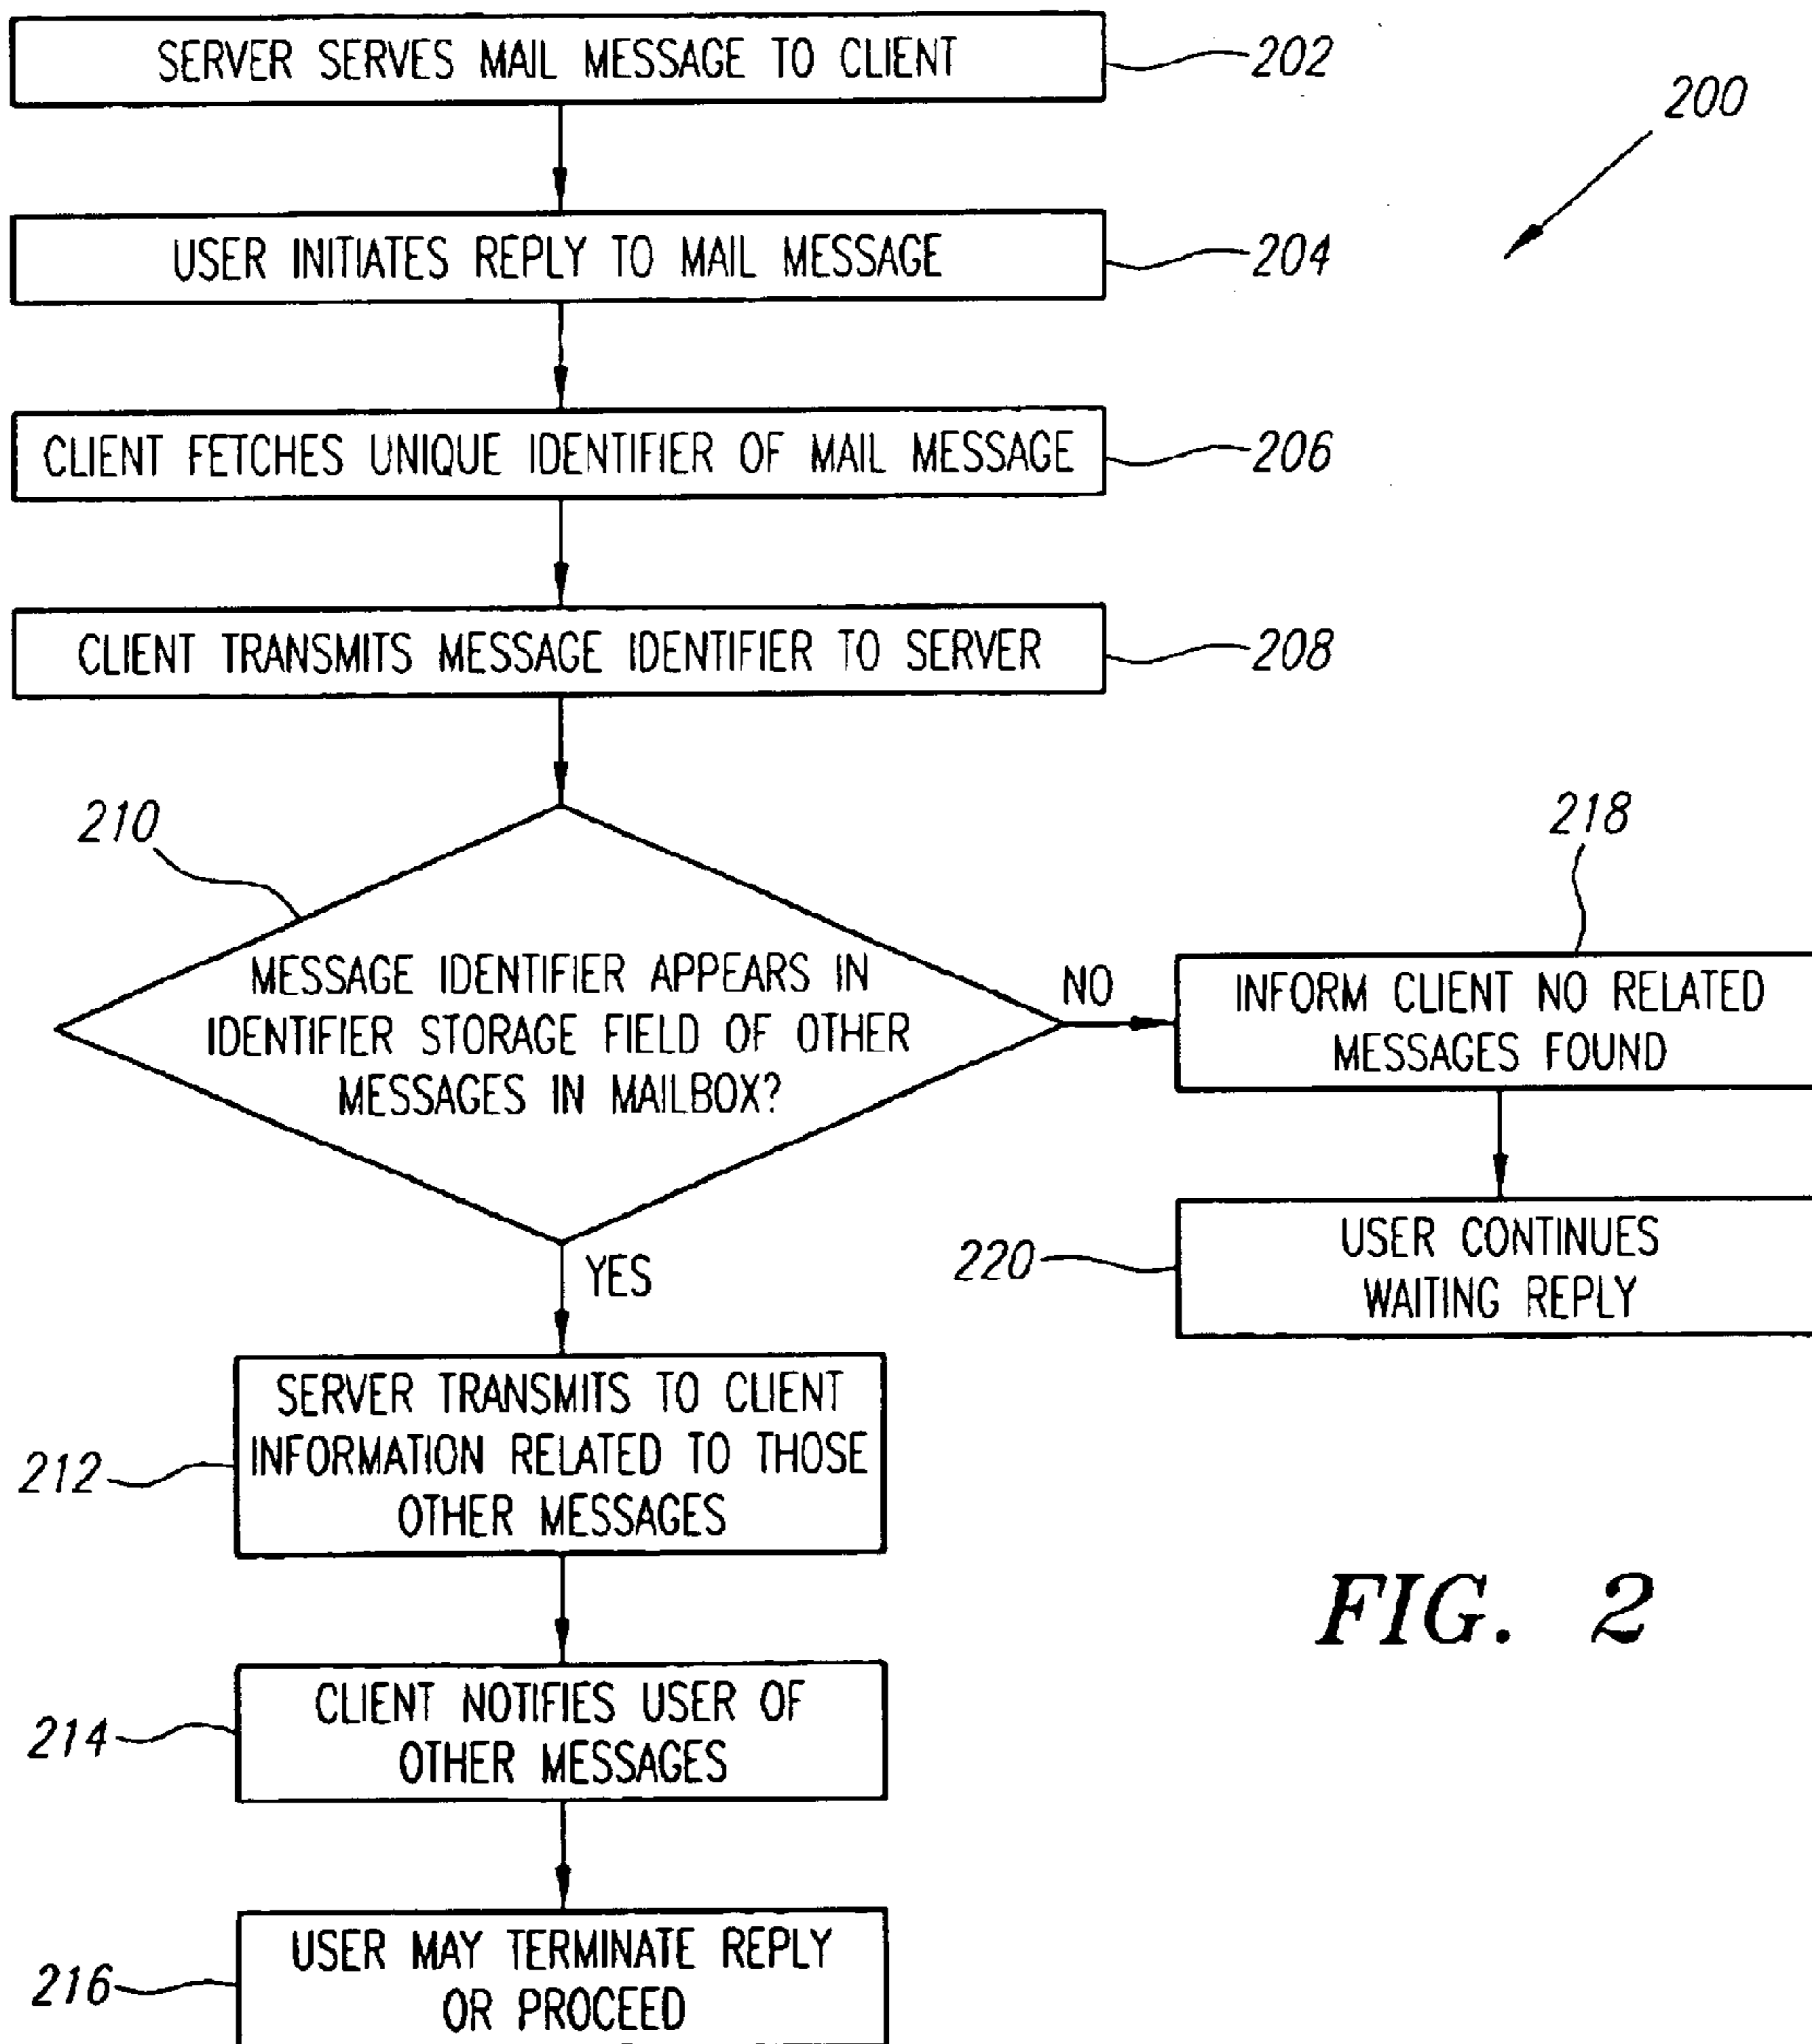 SERVER SERVES MAIL MESSAGE TO CLIENT
202
200
USER INITIATES REPLY TO MAIL MESSAGE
204
CLIENT FETCHES UNIQUE IDENTIFIER OF MAIL MESSAGE
206
CLIENT TRANSMITS MESSAGE IDENTIFIER TO SERVER
208
210
MESSAGE IDENTIFIER APPEARS IN
IDENTIFIER STORAGE FIELD OF OTHER
MESSAGES IN MAILBOX?
NO
218
INFORM CLIENT NO RELATED
MESSAGES FOUND
220
USER CONTINUES
WAITING REPLY
YES
212
SERVER TRANSMITS TO CLIENT
INFORMATION RELATED TO THOSE
OTHER MESSAGES
214
CLIENT NOTIFIES USER OF
OTHER MESSAGES
216
USER MAY TERMINATE REPLY
OR PROCEED
FIG. 2